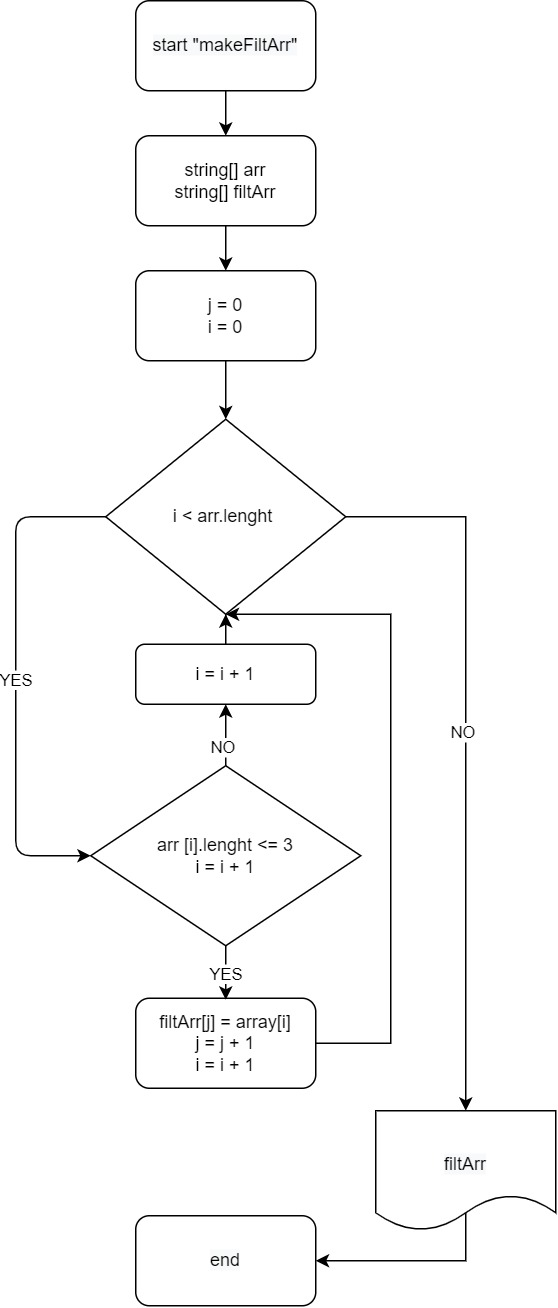 start "makeFiltArr"
string[] arr
string[] filtArr
j = 0
i = 0
i < arr.lenght
YES
NO
i = i + 1
NO
arr [i].lenght <= 3
i = i + 1
YES
filtArr[j] = array[i]
j = j + 1
i = i + 1
filtArr
end